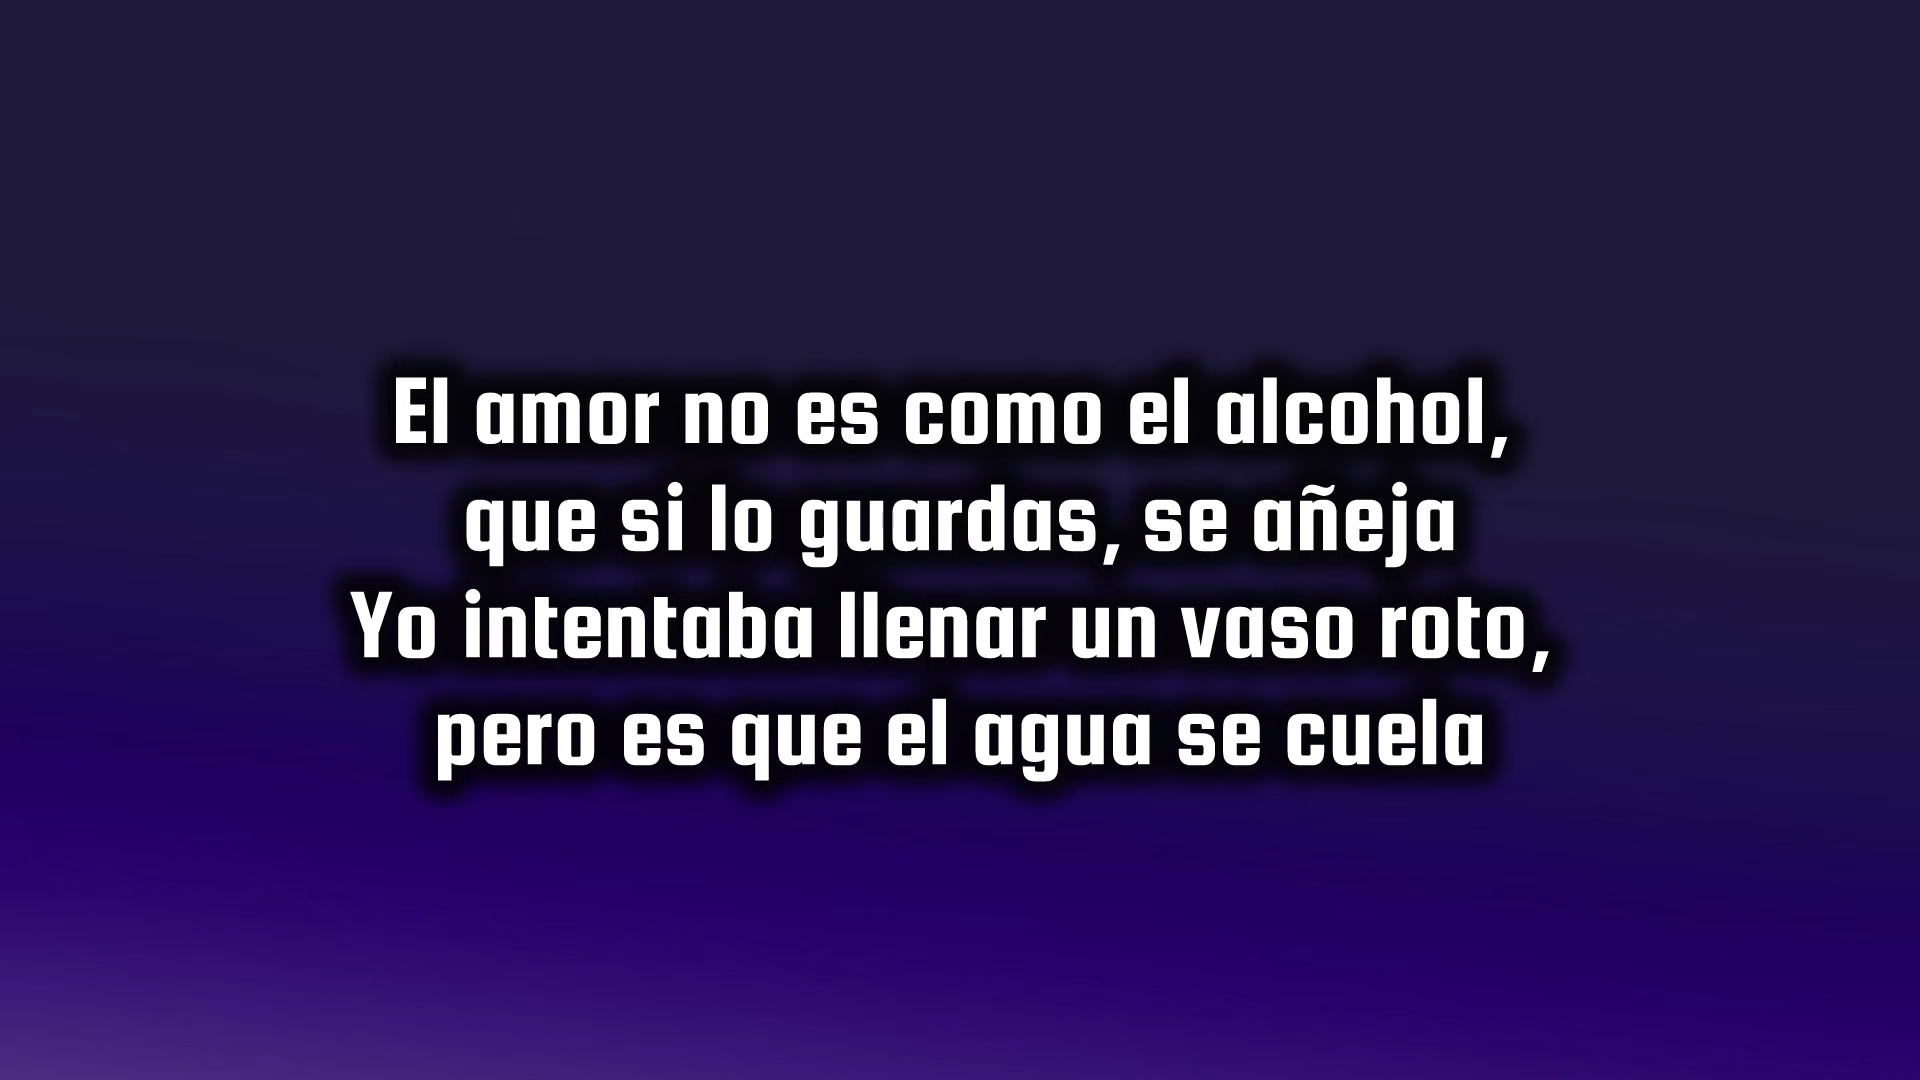 El amor no es como el alcohol,
que si lo guardas, se añeja
Yo intentaba llenar un vaso roto,
pero es que el agua se cuela